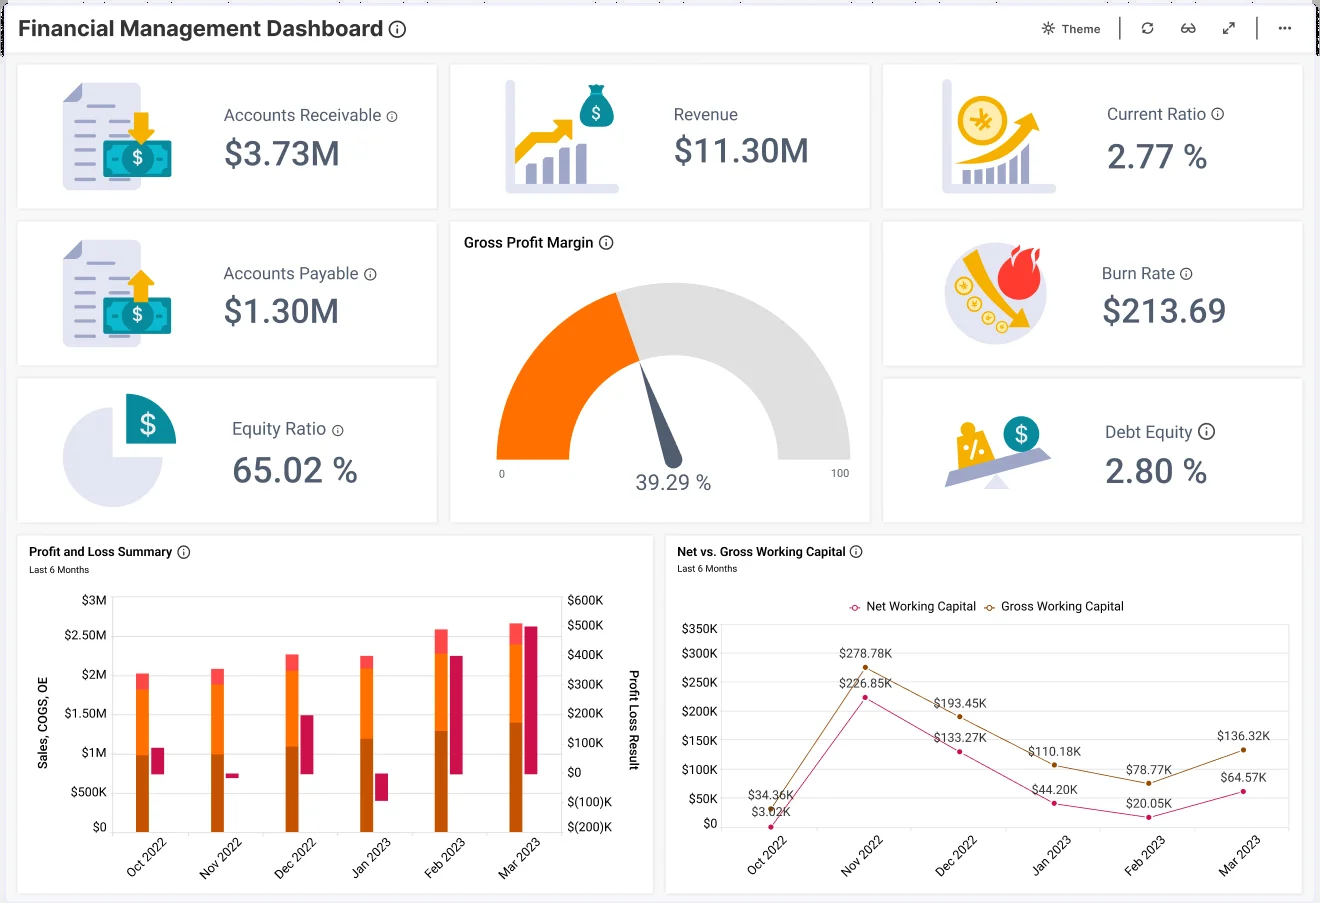 Financial Management Dashboard
Theme
Accounts Receivable
$3.73M
$
Revenue
$11.30M
$
Current Ratio
2.77 %
Accounts Payable
$1.30M
$
Gross Profit Margin
0
100
39.29 %
Burn Rate
$213.69
Equity Ratio
65.02 %
$
Debt Equity
2.80 %
%
$
Profit and Loss Summary
Last 6 Months
Sales, COGS, OE
$3M
$2.50M
$2M
$1.50M
$1M
$500K
$0
$600K
$500K
$400K
$300K
$200K
$100K
$0
$(100)K
$(200)K
Profit Loss Result
Oct 2022
Nov 2022
Dec 2022
Jan 2023
Feb 2023
Mar 2023
Net vs. Gross Working Capital
Last 6 Months
Net Working Capital
Gross Working Capital
$350K
$300K
$250K
$200K
$150K
$100K
$50K
$0
$278.78K
$226.85K
$193.45K
$133.27K
$110.18K
$136.32K
$78.77K
$64.57K
$34.36K
$44.20K
$3.02K
$20.05K
Oct 2022
Nov 2022
Dec 2022
Jan 2023
Feb 2023
Mar 2023